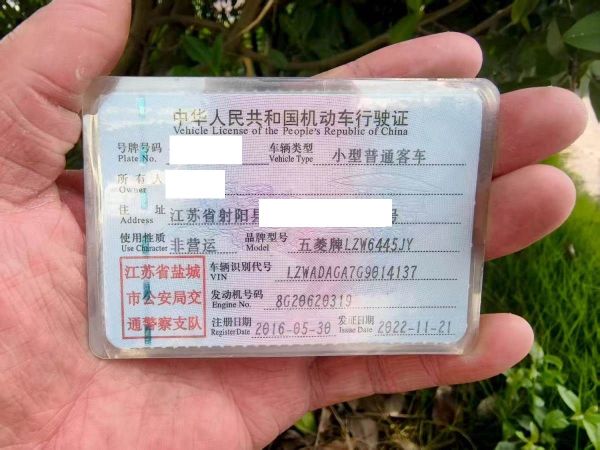 中华人民共和国机动车行驶证
Vehicle License of the People's Republic of China
号牌号码 车辆类型 小型普通客车
Plate No. Vehicle Type
所有人
Owner
住址 江苏省射阳县 号
Address
使用性质 非营运 品牌型号 五菱牌LZW6445JY
Use Character Model
江苏省盐城
市公安局交
通警察支队
车辆识别代号 LZWADAGA7G9014137
VIN
发动机号码 8G20620319
Engine No.
注册日期 2016-05-30 发证日期 2022-11-21
Register Date Issue Date